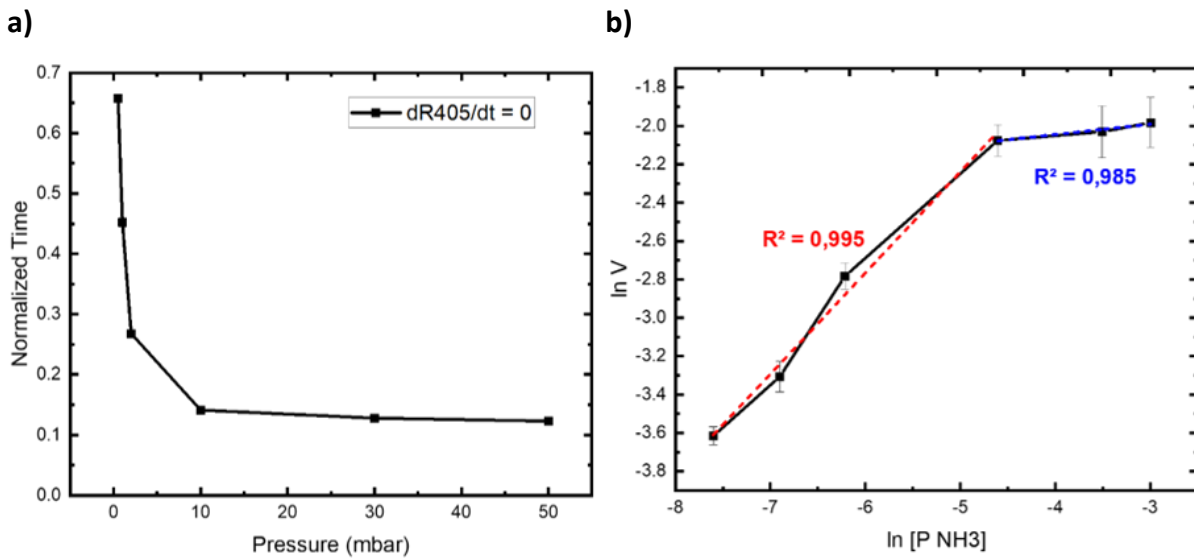 a)
0.7
0.6
0.5
0.4
0.3
0.2
0.1
0.0
Normalized Time
dR405/dt = 0
0 10 20 30 40 50
Pressure (mbar)
b)
-1.8
-2.0
-2.2
-2.4
-2.6
-2.8
-3.0
-3.2
-3.4
-3.6
-3.8
ln V
R² = 0,995
R² = 0,985
-8 -7 -6 -5 -4 -3
ln [P NH3]